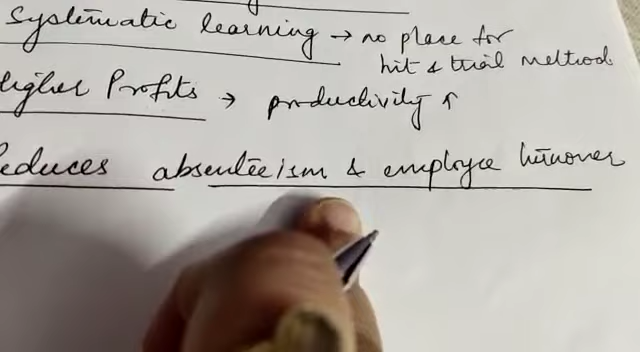 Systematic learning → no place for
hit & trial method
Higher Profits → productivity ↑
Reduces absenteeism & employee turnover